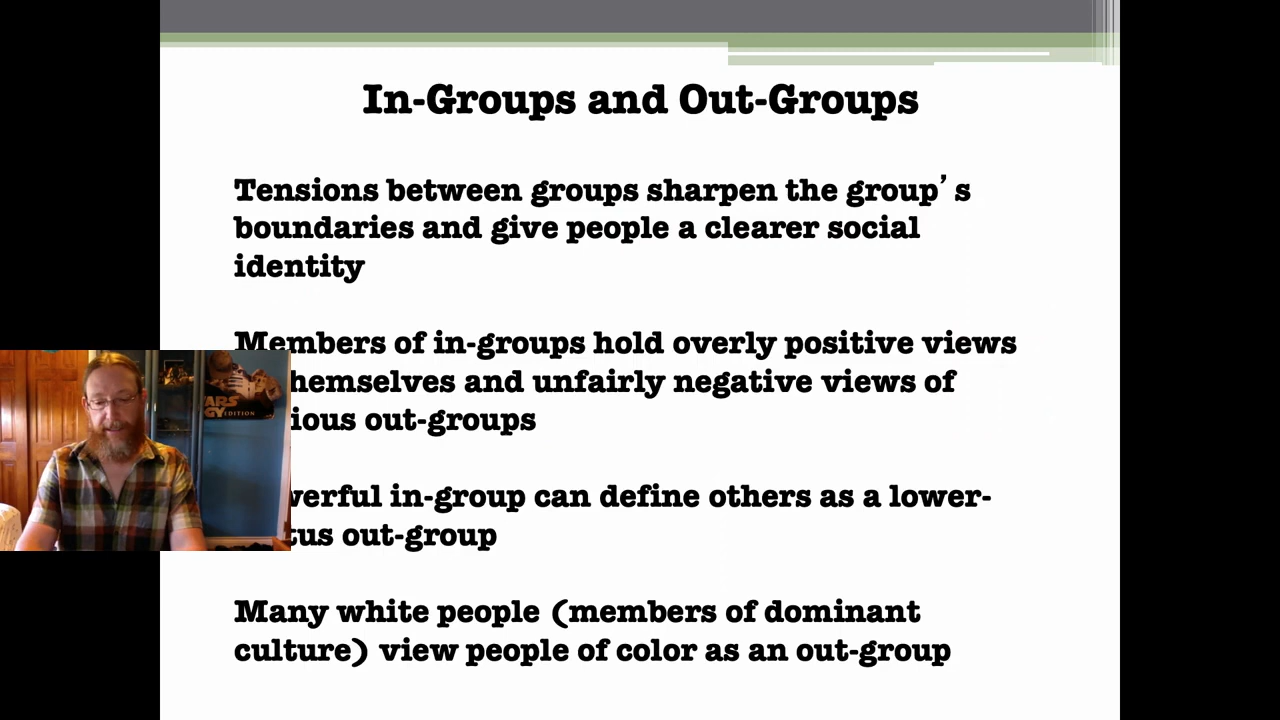 In-Groups and Out-Groups
Tensions between groups sharpen the group's
boundaries and give people a clearer social
identity
Members of in-groups hold overly positive views
hemselves and unfairly negative views of
ious out-groups
werful in-group can define others as a lower-
tus out-group
Many white people (members of dominant
culture) view people of color as an out-group
EDITION